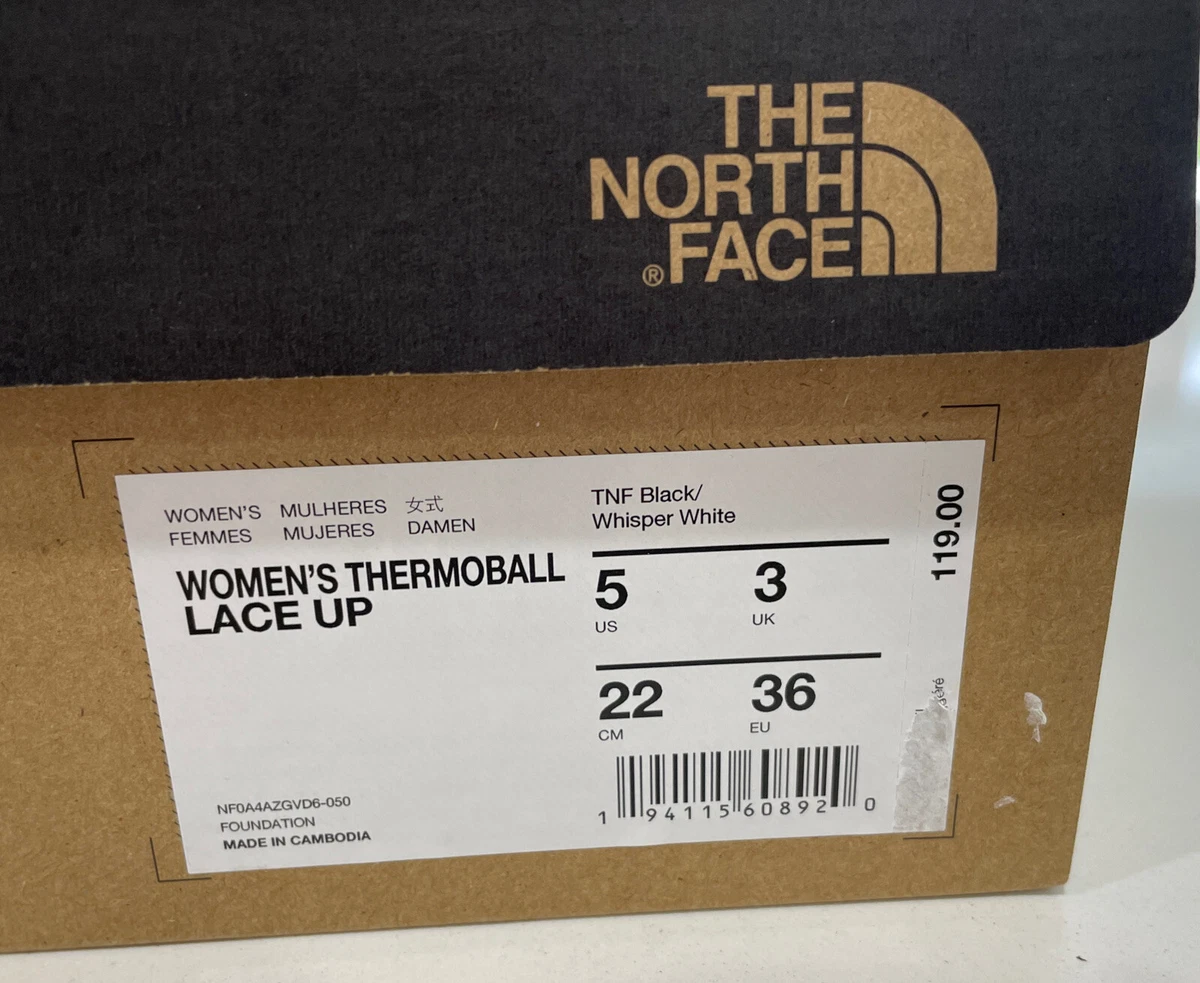 THE
NORTH
®FACE
WOMEN'S MULHERES 女式
FEMMES MUJERES DAMEN
WOMEN'S THERMOBALL
LACE UP
NF0A4AZGVD6-050
FOUNDATION
MADE IN CAMBODIA
TNF Black/
Whisper White
5 3
US UK
22 36
CM EU
1 94115 60892 0
119.00